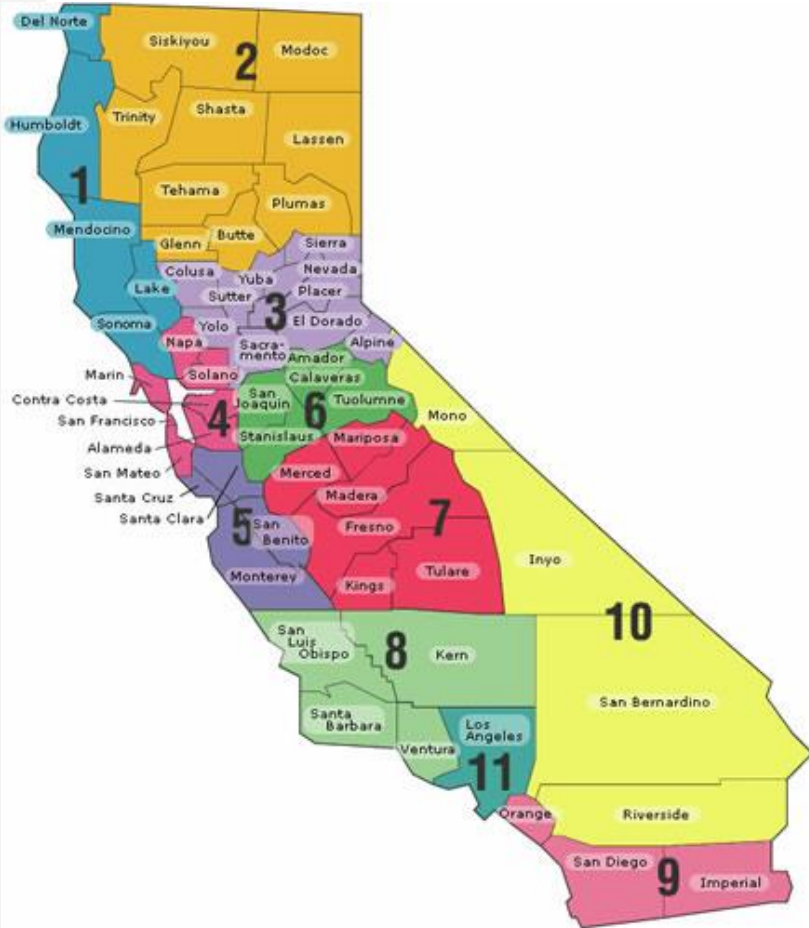 Del Norte
Siskiyou
2
Modoc
Humboldt
Trinity
Shasta
Lassen
1
Tehama
Plumas
Mendocino
Glenn
Butte
Sierra
Colusa
Yuba
Nevada
Lake
Sutter
Placer
3
Sonoma
Yolo
El Dorado
Napa
Sacra-
mento
Alpine
Amador
Marin
Solano
Calaveras
Contra Costa
San
Joaquin
Tuolumne
4
6
San Francisco
Mono
Alameda
Stanislaus
Mariposa
San Mateo
Merced
Santa Cruz
Madera
Santa Clara
5
San
Benito
Fresno
7
Inyo
Monterey
Kings
Tulare
10
San
Luis
Obispo
8
Kern
San Bernardino
Santa
Barbara
Los
Angeles
Ventura
11
Orange
Riverside
San Diego
9
Imperial